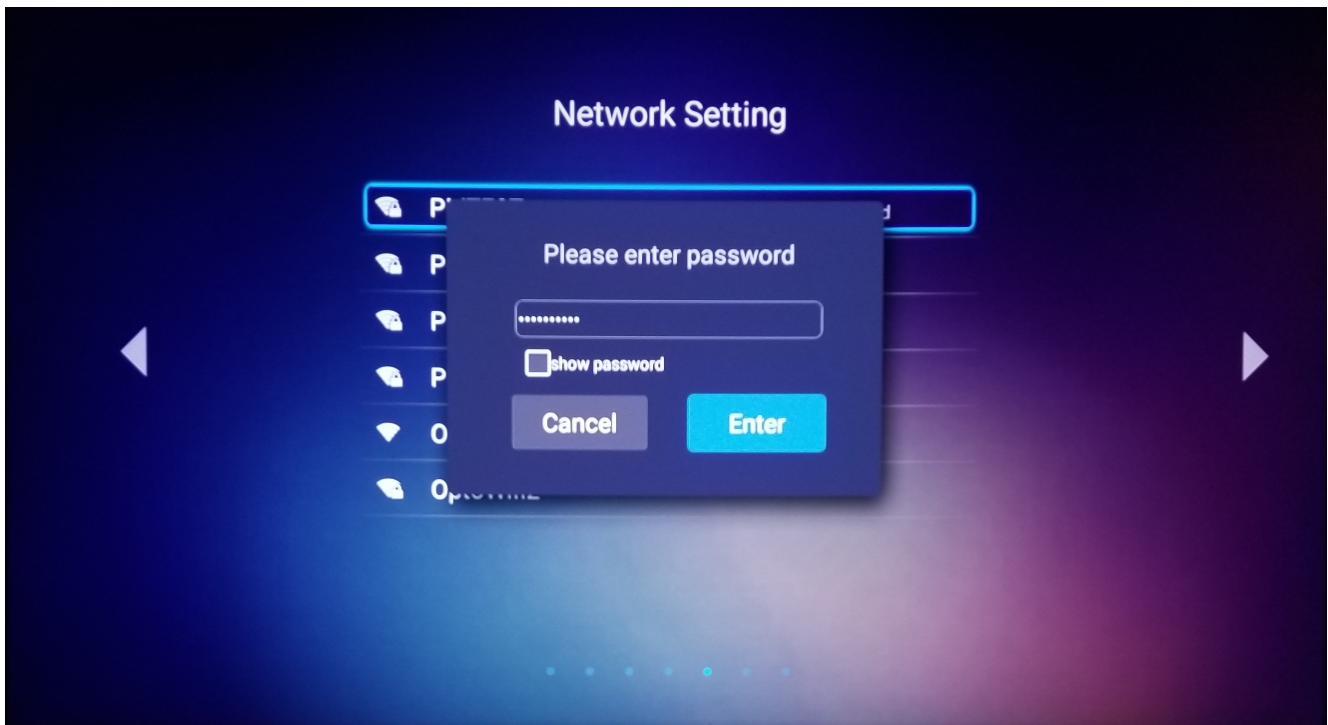 Network Setting
P
d
Please enter password
P
••••••••••
P
show password
P
Cancel
Enter
O